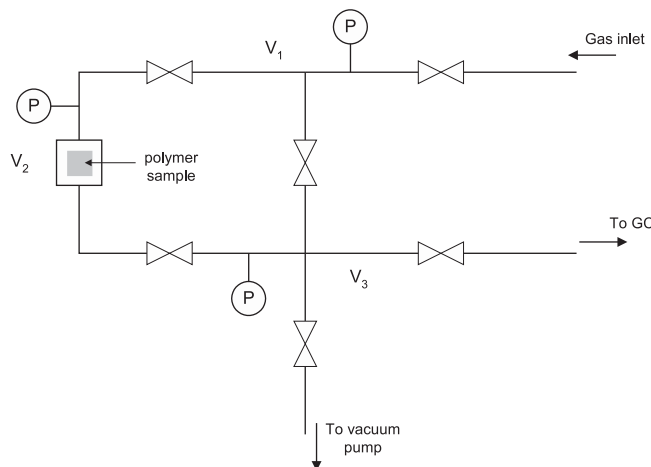 Gas inlet
V1
P
P
V2
polymer
sample
To GC
V3
P
To vacuum
pump